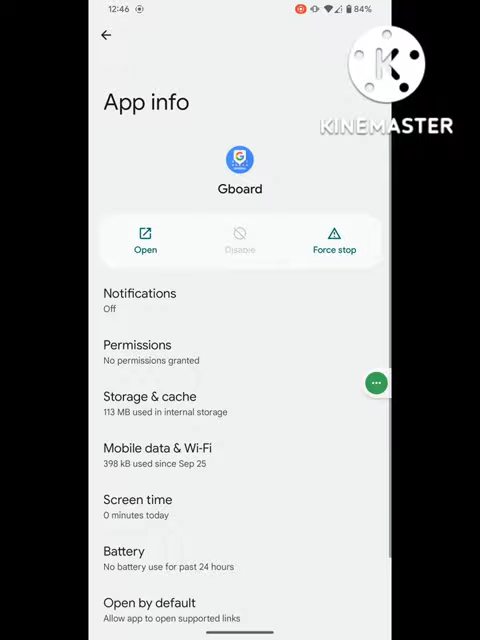 12:46
84%
KINEMASTER
App info
Gboard
Open
Disable
Force stop
Notifications
Off
Permissions
No permissions granted
Storage & cache
113 MB used in internal storage
Mobile data & Wi-Fi
398 kB used since Sep 25
Screen time
0 minutes today
Battery
No battery use for past 24 hours
Open by default
Allow app to open supported links